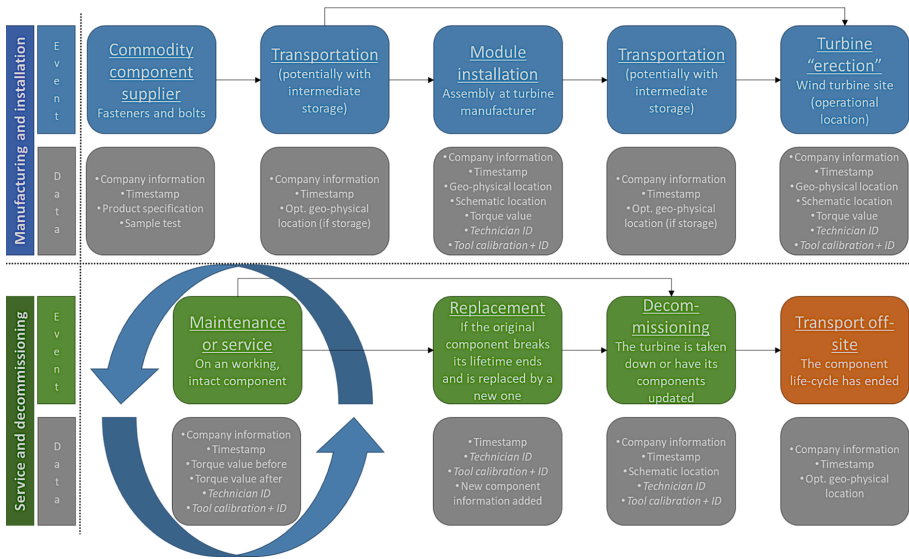 Manufacturing and installation
Event
Commodity
component
supplier
Fasteners and bolts
Transportation
(potentially with
intermediate
storage)
Module
installation
Assembly at turbine
manufacturer
Transportation
(potentially with
intermediate
storage)
Turbine
“erection”
Wind turbine site
(operational
location)
Data
• Company information
• Timestamp
• Product specification
• Sample test
• Company information
• Timestamp
• Opt. geo-physical
location (if storage)
• Company information
• Timestamp
• Geo-physical location
• Schematic location
• Torque value
• Technician ID
• Tool calibration + ID
• Company information
• Timestamp
• Opt. geo-physical
location (if storage)
• Company information
• Timestamp
• Geo-physical location
• Schematic location
• Torque value
• Technician ID
• Tool calibration + ID
Service and decommissioning
Event
Maintenance
or service
On an working,
intact component
Replacement
If the original
component breaks
its lifetime ends
and is replaced by a
new one
Decom-
missioning
The turbine is taken
down or have its
components
updated
Transport off-
site
The component
life-cycle has ended
Data
• Company information
• Timestamp
• Torque value before
• Torque value after
• Technician ID
• Tool calibration + ID
• Timestamp
• Technician ID
• Tool calibration + ID
• New component
information added
• Company information
• Timestamp
• Schematic location
• Technician ID
• Tool calibration + ID
• Company information
• Timestamp
• Opt. geo-physical
location